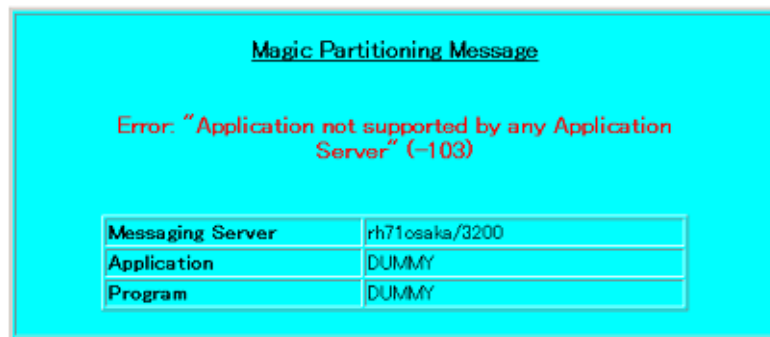 Magic Partitioning Message
Error: "Application not supported by any Application
Server" (-103)
Messaging Server rh71osaka/3200
Application DUMMY
Program DUMMY